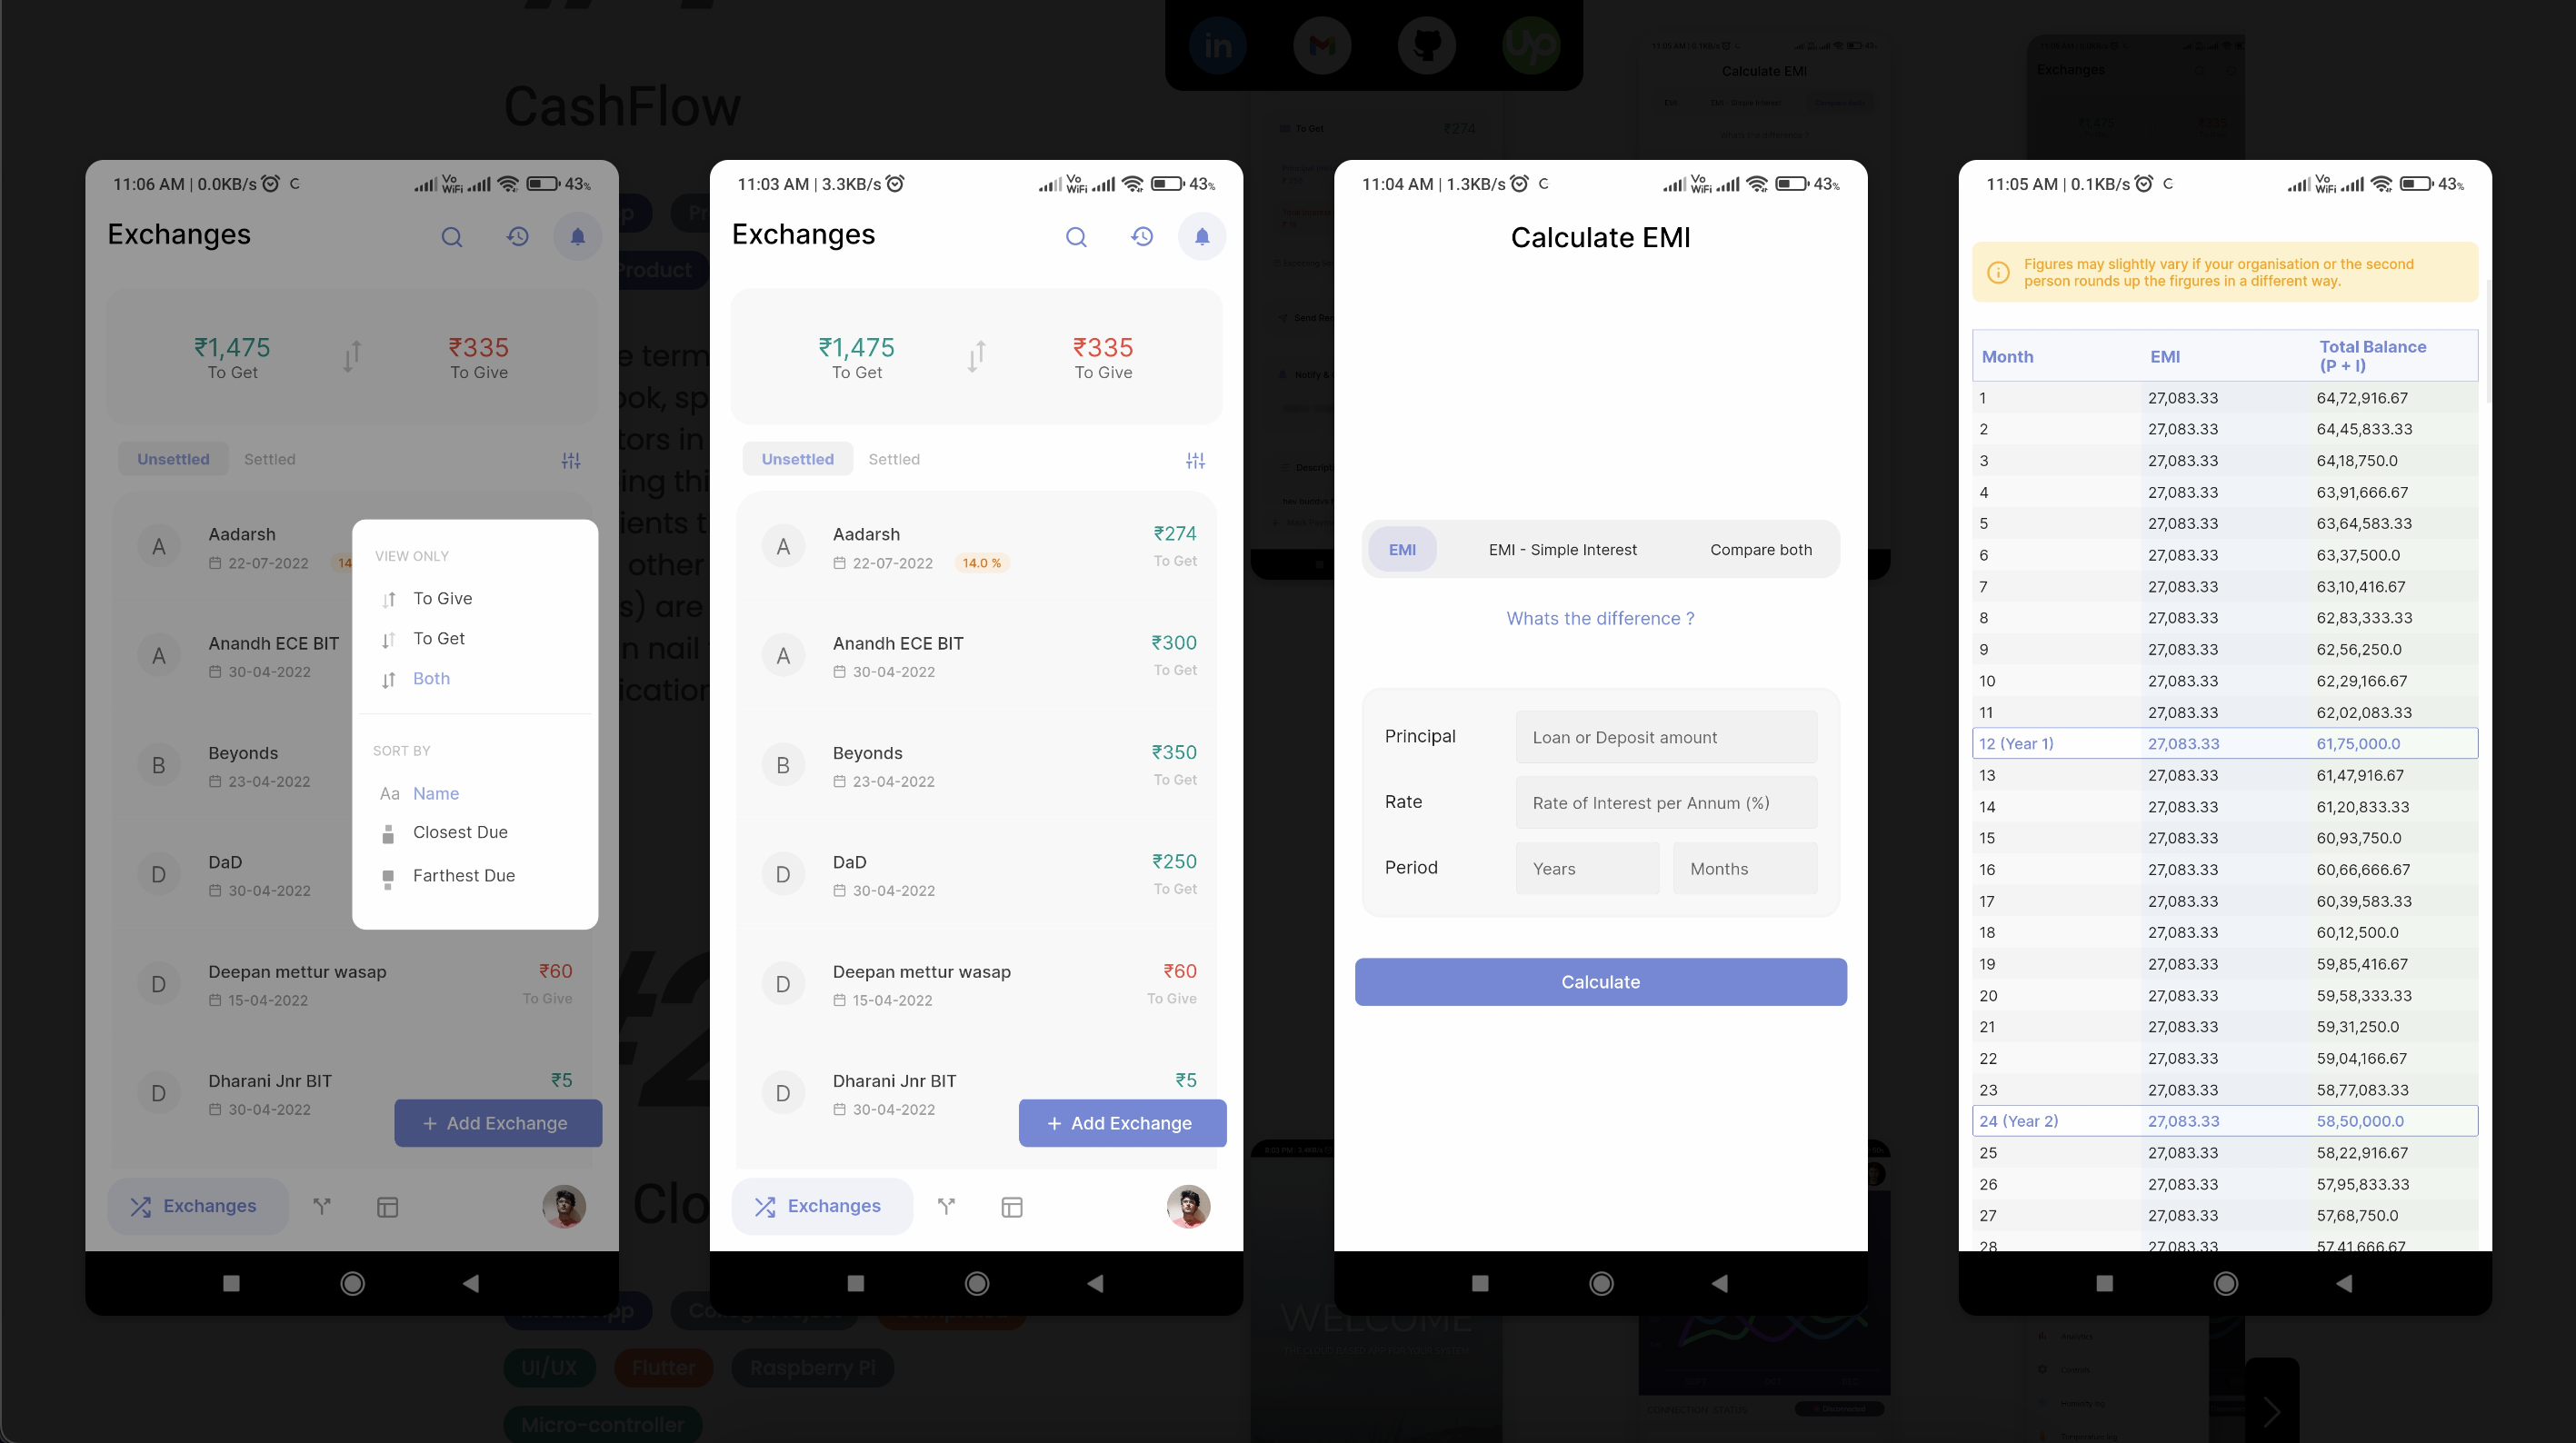 CashFlow
11:06 AM | 0.0KB/s
Vo WiFi
43%
Exchanges
₹1,475
To Get
₹335
To Give
Unsettled
Settled
A
Aadarsh
22-07-2022
14
A
Anandh ECE BIT
30-04-2022
B
Beyonds
23-04-2022
D
DaD
30-04-2022
D
Deepan mettur wasap
15-04-2022
₹60
To Give
D
Dharani Jnr BIT
30-04-2022
₹5
VIEW ONLY
To Give
To Get
Both
SORT BY
Aa Name
Closest Due
Farthest Due
+ Add Exchange
Exchanges
11:03 AM | 3.3KB/s
Vo WiFi
43%
Exchanges
₹1,475
To Get
₹335
To Give
Unsettled
Settled
A
Aadarsh
22-07-2022
14.0 %
₹274
To Get
A
Anandh ECE BIT
30-04-2022
₹300
To Get
B
Beyonds
23-04-2022
₹350
To Get
D
DaD
30-04-2022
₹250
To Get
D
Deepan mettur wasap
15-04-2022
₹60
To Give
D
Dharani Jnr BIT
30-04-2022
₹5
+ Add Exchange
Exchanges
11:04 AM | 1.3KB/s
Vo WiFi
43%
Calculate EMI
EMI
EMI - Simple Interest
Compare both
Whats the difference ?
Principal
Loan or Deposit amount
Rate
Rate of Interest per Annum (%)
Period
Years
Months
Calculate
11:05 AM | 0.1KB/s
Vo WiFi
43%
Figures may slightly vary if your organisation or the second
person rounds up the firgures in a different way.
Month EMI Total Balance (P + I)
1 27,083.33 64,72,916.67
2 27,083.33 64,45,833.33
3 27,083.33 64,18,750.0
4 27,083.33 63,91,666.67
5 27,083.33 63,64,583.33
6 27,083.33 63,37,500.0
7 27,083.33 63,10,416.67
8 27,083.33 62,83,333.33
9 27,083.33 62,56,250.0
10 27,083.33 62,29,166.67
11 27,083.33 62,02,083.33
12 (Year 1) 27,083.33 61,75,000.0
13 27,083.33 61,47,916.67
14 27,083.33 61,20,833.33
15 27,083.33 60,93,750.0
16 27,083.33 60,66,666.67
17 27,083.33 60,39,583.33
18 27,083.33 60,12,500.0
19 27,083.33 59,85,416.67
20 27,083.33 59,58,333.33
21 27,083.33 59,31,250.0
22 27,083.33 59,04,166.67
23 27,083.33 58,77,083.33
24 (Year 2) 27,083.33 58,50,000.0
25 27,083.33 58,22,916.67
26 27,083.33 57,95,833.33
27 27,083.33 57,68,750.0
28 27,083.33 57,41,666.67
in
Up
Calculate EMI
Exchanges
To Get
₹274
Product
UI/UX
Flutter
Raspberry Pi
Micro-controller
WELCOME